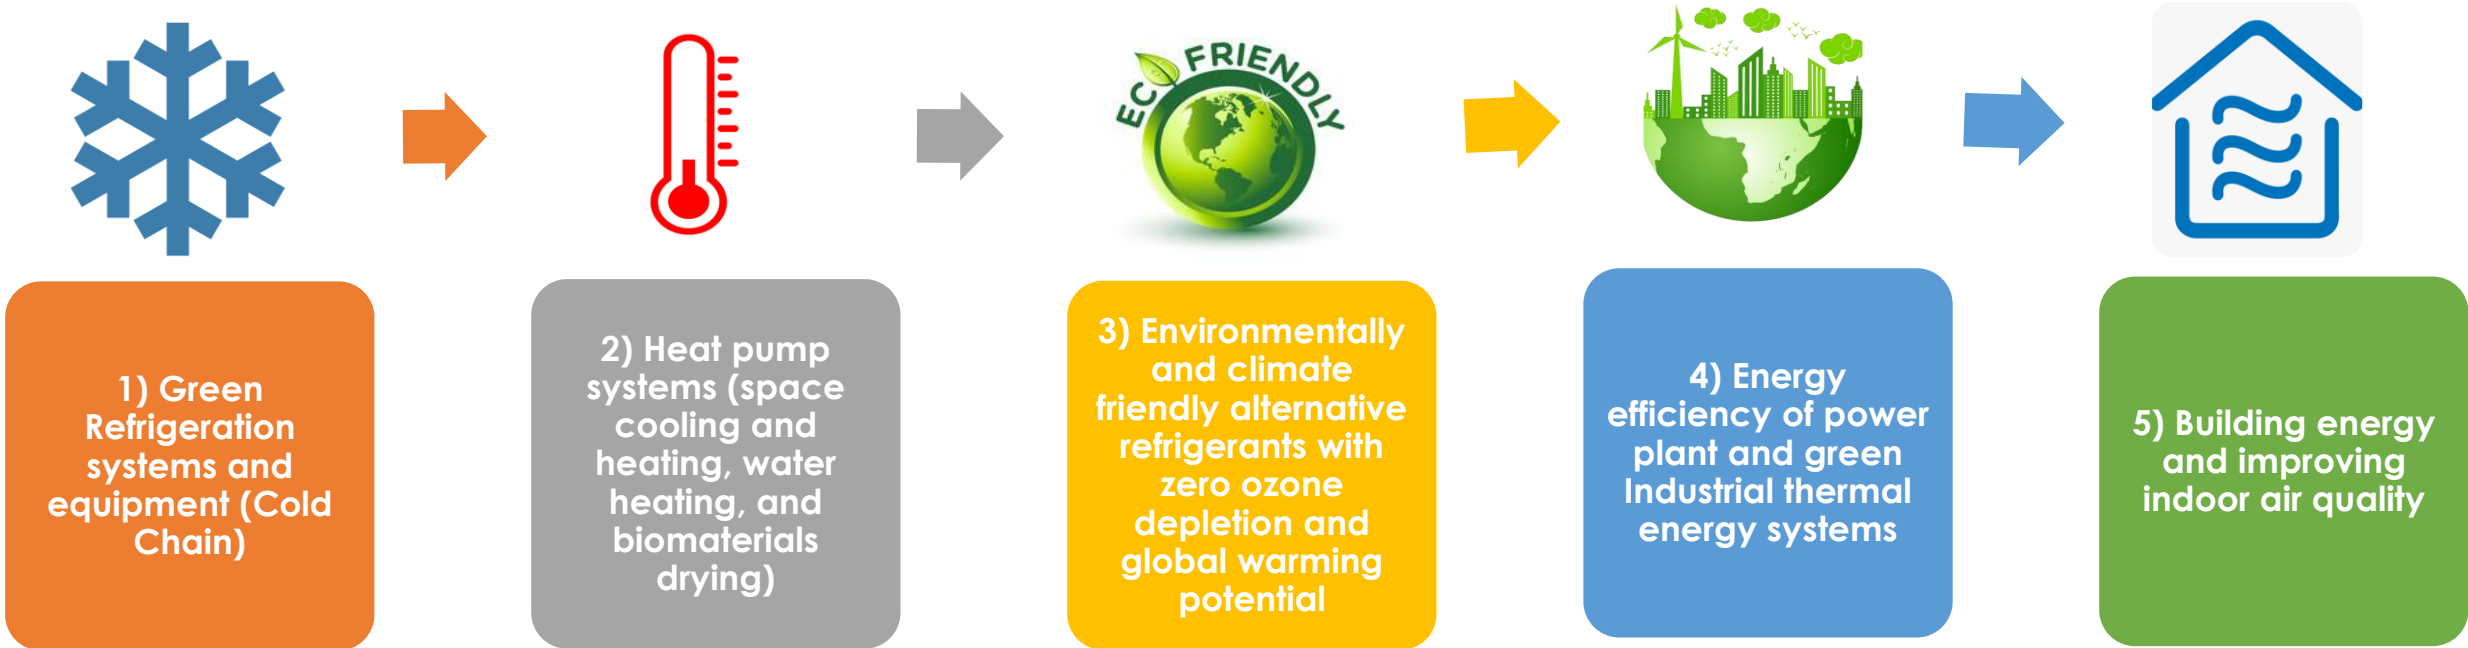 ECO FRIENDLY
1) Green
Refrigeration
systems and
equipment (Cold
Chain)
2) Heat pump
systems (space
cooling and
heating, water
heating, and
biomaterials
drying)
3) Environmentally
and climate
friendly alternative
refrigerants with
zero ozone
depletion and
global warming
potential
4) Energy
efficiency of power
plant and green
Industrial thermal
energy systems
5) Building energy
and improving
indoor air quality